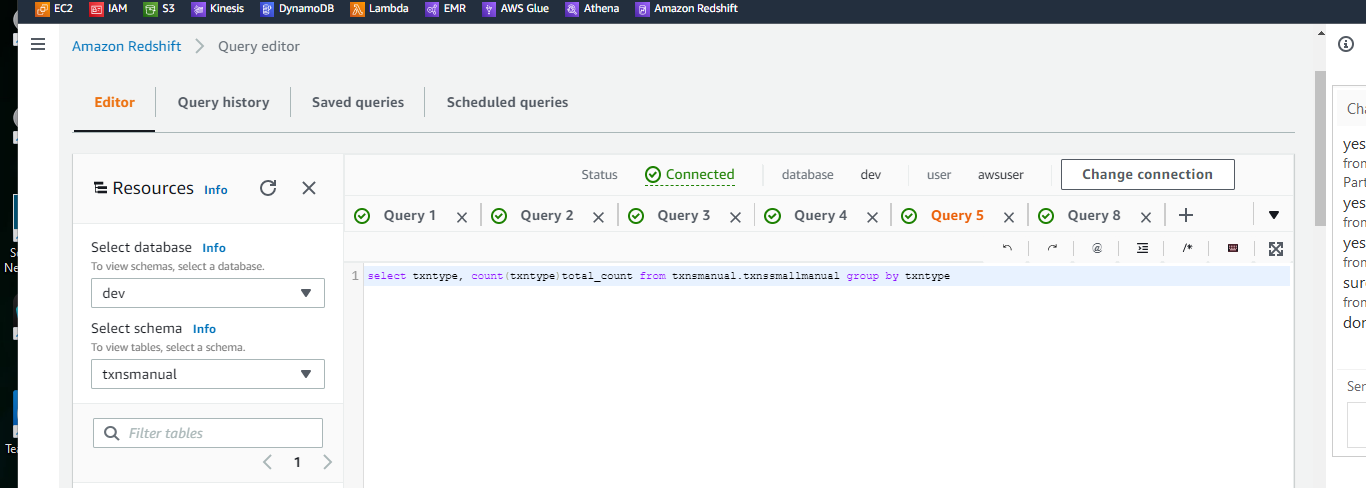 EC2 IAM S3 Kinesis DynamoDB Lambda EMR AWS Glue Athena Amazon Redshift
Amazon Redshift > Query editor
Editor Query history Saved queries Scheduled queries
Resources Info
Status Connected database dev user awsuser Change connection
Query 1 Query 2 Query 3 Query 4 Query 5 Query 8
@ /*
1 select txntype, count(txntype)total_count from txnsmanual.txnssmallmanual group by txntype
Select database Info
To view schemas, select a database.
dev
Select schema Info
To view tables, select a schema.
txnsmanual
Filter tables
1
yes
from
Part
yes
from
yes
from
from